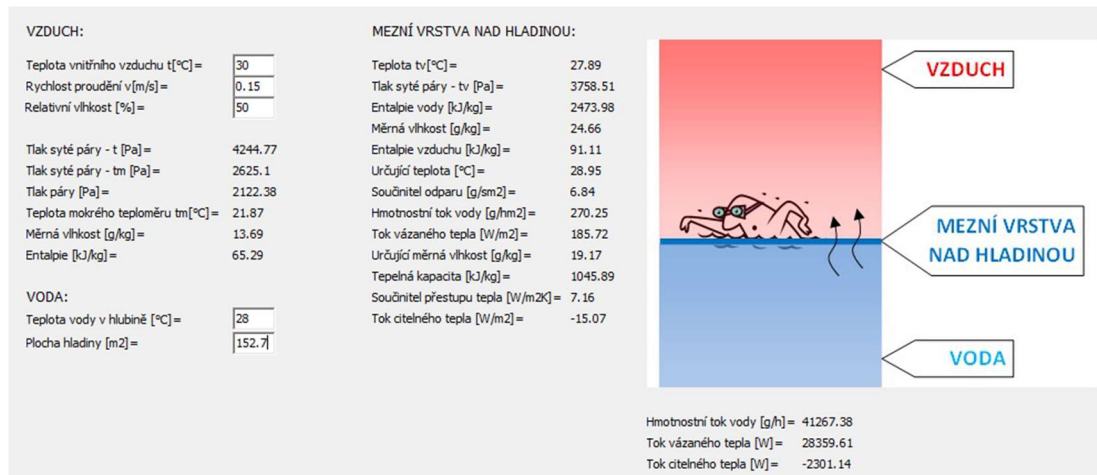 VZDUCH:
Teplota vnitřního vzduchu t[°C]= 30
Rychlost proudění v[m/s]= 0.15
Relativní vlhkost [%]= 50
Tlak syté páry - t [Pa]= 4244.77
Tlak syté páry - tm [Pa]= 2625.1
Tlak páry [Pa]= 2122.38
Teplota mokrého teploměru tm[°C]= 21.87
Měrná vlhkost [g/kg]= 13.69
Entalpie [kJ/kg]= 65.29
VODA:
Teplota vody v hlubině [°C]= 28
Plocha hladiny [m2]= 152.7
MEZNÍ VRSTVA NAD HLADINOU:
Teplota tv[°C]= 27.89
Tlak syté páry - tv [Pa]= 3758.51
Entalpie vody [kJ/kg]= 2473.98
Měrná vlhkost [g/kg]= 24.66
Entalpie vzduchu [kJ/kg]= 91.11
Určující teplota [°C]= 28.95
Součinitel odparu [g/sm2]= 6.84
Hmotnostní tok vody [g/hm2]= 270.25
Tok vázaného tepla [W/m2]= 185.72
Určující měrná vlhkost [g/kg]= 19.17
Tepelná kapacita [kJ/kg]= 1045.89
Součinitel přestupu tepla [W/m2K]= 7.16
Tok citelného tepla [W/m2]= -15.07
VZDUCH
MEZNÍ VRSTVA
NAD HLADINOU
VODA
Hmotnostní tok vody [g/h]= 41267.38
Tok vázaného tepla [W]= 28359.61
Tok citelného tepla [W]= -2301.14